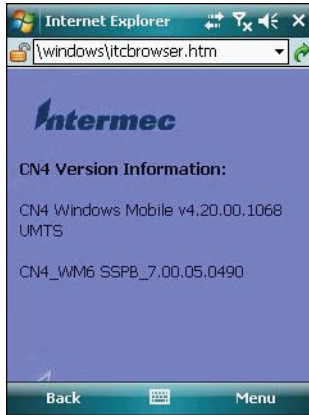 Internet Explorer
\windows\itcbrowser.htm
Intermec
CN4 Version Information:
CN4 Windows Mobile v4.20.00.1068
UMTS
CN4_WM6 SSPB_7.00.05.0490
Back Menu